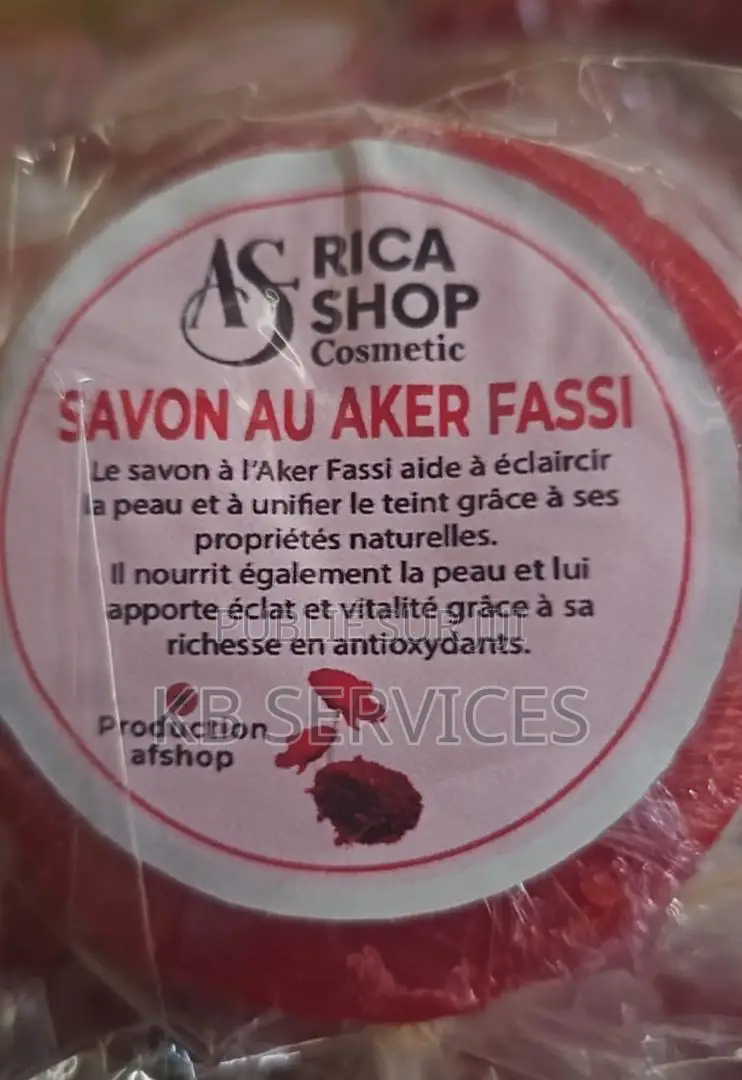 AS RICA
SHOP
Cosmetic
SAVON AU AKER FASSI
Le savon à l'Aker Fassi aide à éclaircir
la peau et à unifier le teint grâce à ses
propriétés naturelles.
Il nourrit également la peau et lui
apporte éclat et vitalité grâce à sa
richesse en antioxydants.
PUBLIÉ SUR
KB SERVICES
Production
afshop